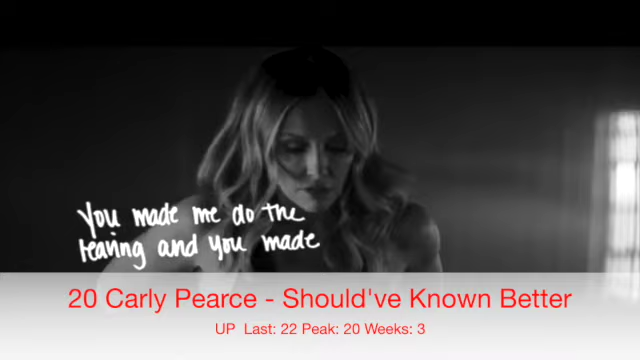 You made me do the
leaving and you made
20 Carly Pearce - Should've Known Better
UP  Last: 22 Peak: 20 Weeks: 3